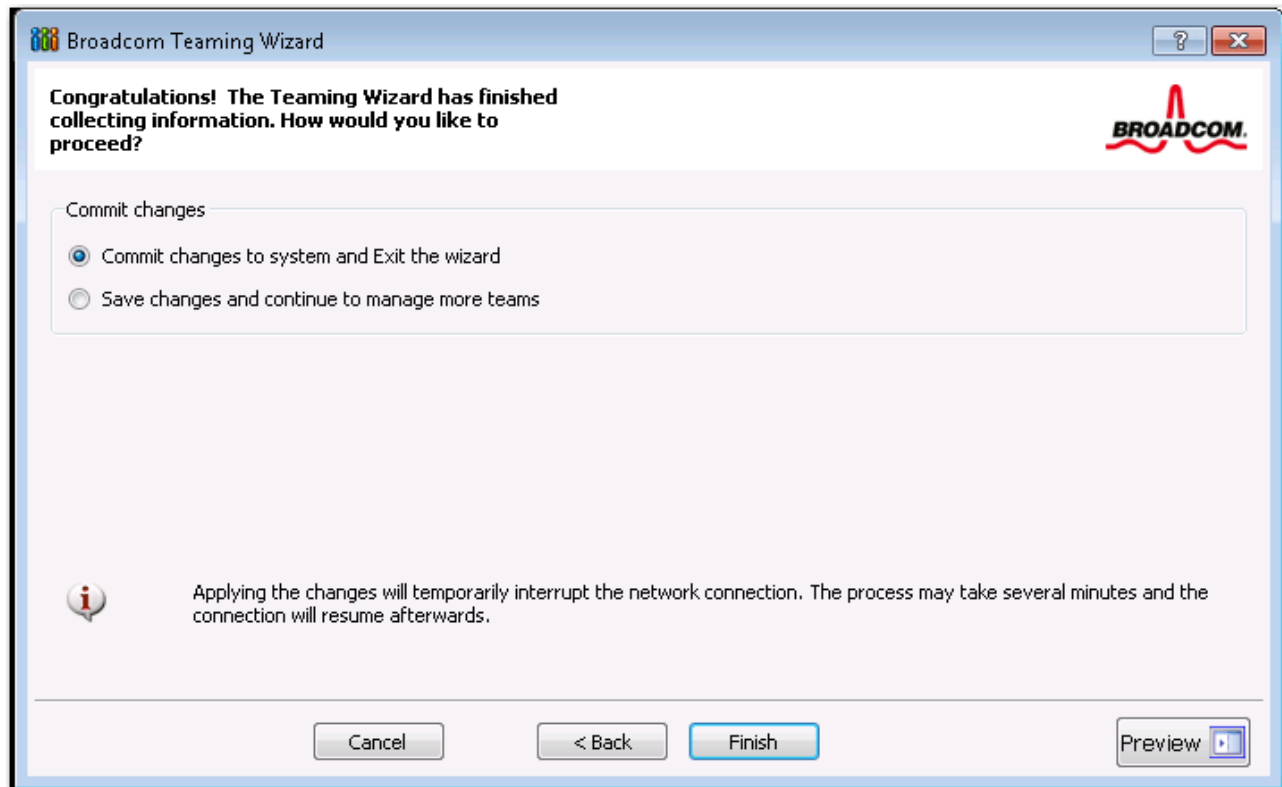 Broadcom Teaming Wizard
?
Congratulations! The Teaming Wizard has finished
collecting information. How would you like to
proceed?
BROADCOM.
Commit changes
Commit changes to system and Exit the wizard
Save changes and continue to manage more teams
Applying the changes will temporarily interrupt the network connection. The process may take several minutes and the
connection will resume afterwards.
Cancel
< Back
Finish
Preview